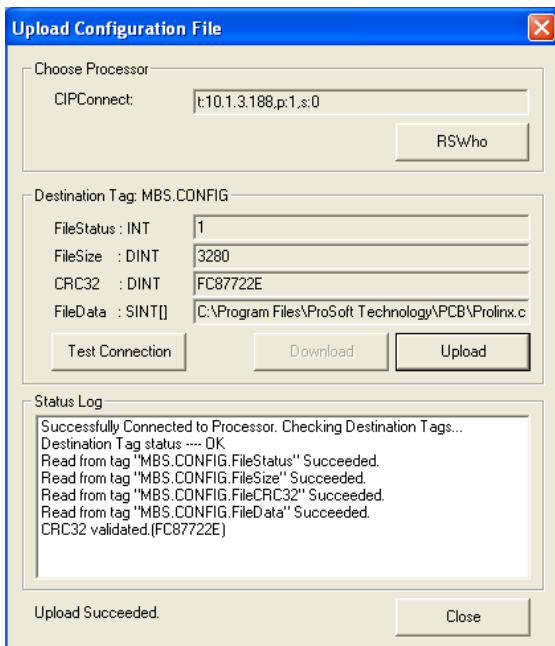 Upload Configuration File
Choose Processor
CIPConnect: t:10.1.3.188,p:1,s:0
RSWho
Destination Tag: MBS.CONFIG
FileStatus : INT 1
FileSize : DINT 3280
CRC32 : DINT FC87722E
FileData : SINT[] C:\Program Files\ProSoft Technology\PCB\Prolinx.c
Test Connection Download Upload
Status Log
Successfully Connected to Processor. Checking Destination Tags...
Destination Tag status ---- OK
Read from tag "MBS.CONFIG.FileStatus" Succeeded.
Read from tag "MBS.CONFIG.FileSize" Succeeded.
Read from tag "MBS.CONFIG.FileCRC32" Succeeded.
Read from tag "MBS.CONFIG.FileData" Succeeded.
CRC32 validated.(FC87722E)
Upload Succeeded. Close